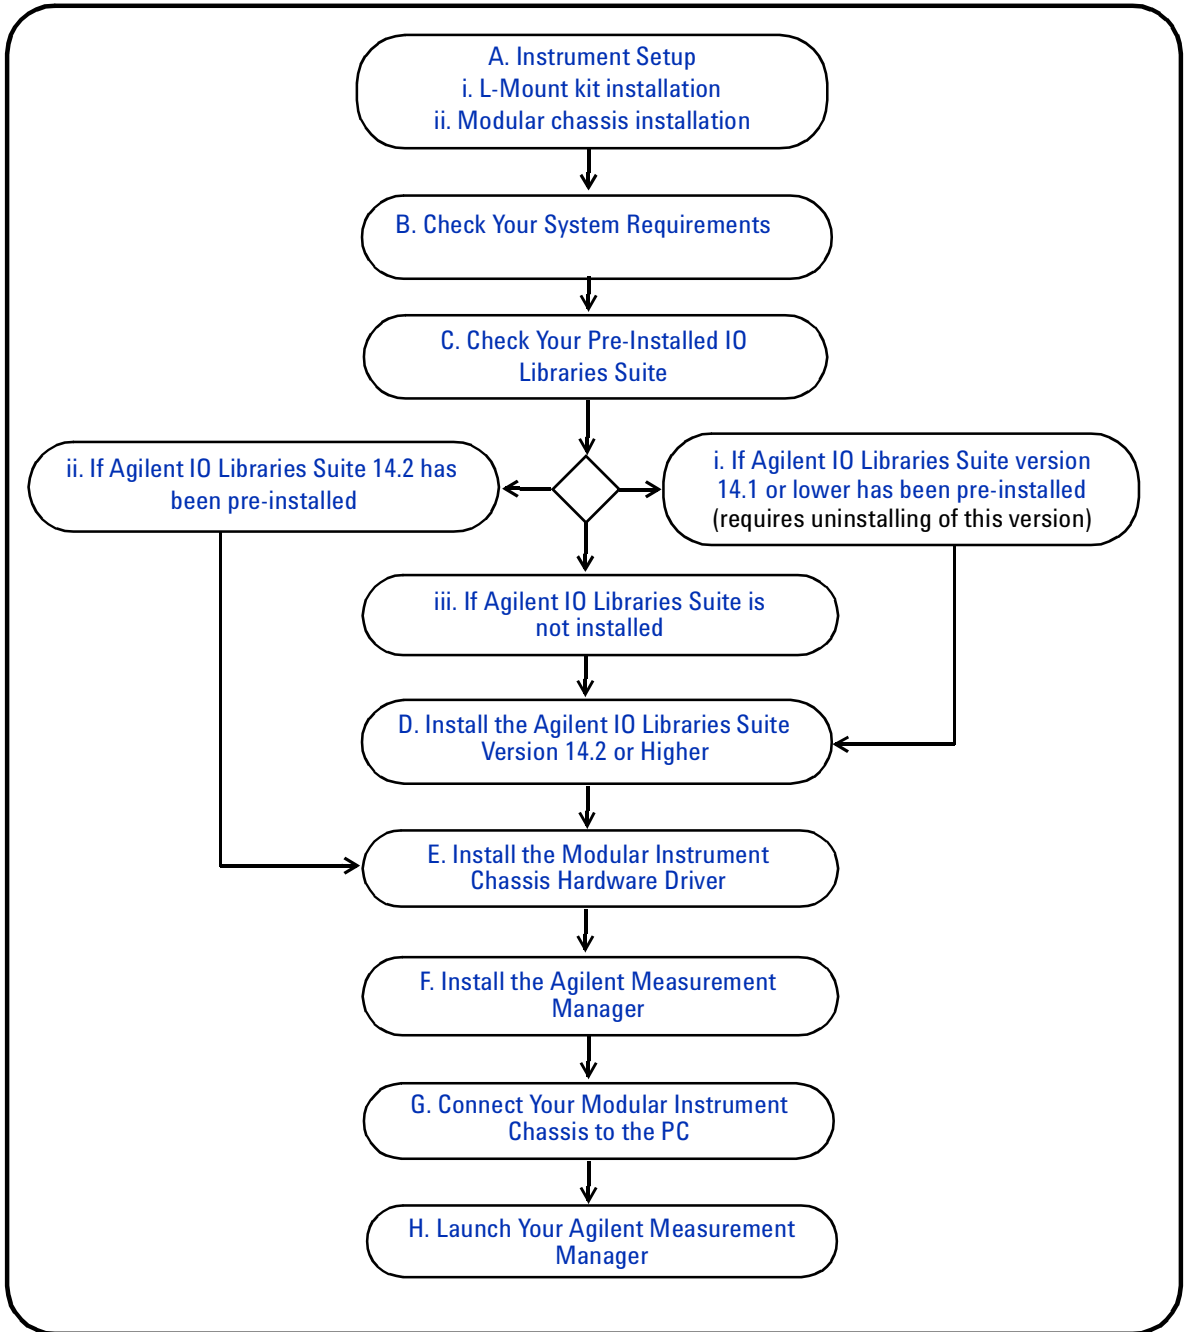 A. Instrument Setup
i. L-Mount kit installation
ii. Modular chassis installation
B. Check Your System Requirements
C. Check Your Pre-Installed IO
Libraries Suite
ii. If Agilent IO Libraries Suite 14.2 has
been pre-installed
i. If Agilent IO Libraries Suite version
14.1 or lower has been pre-installed
(requires uninstalling of this version)
iii. If Agilent IO Libraries Suite is
not installed
D. Install the Agilent IO Libraries Suite
Version 14.2 or Higher
E. Install the Modular Instrument
Chassis Hardware Driver
F. Install the Agilent Measurement
Manager
G. Connect Your Modular Instrument
Chassis to the PC
H. Launch Your Agilent Measurement
Manager